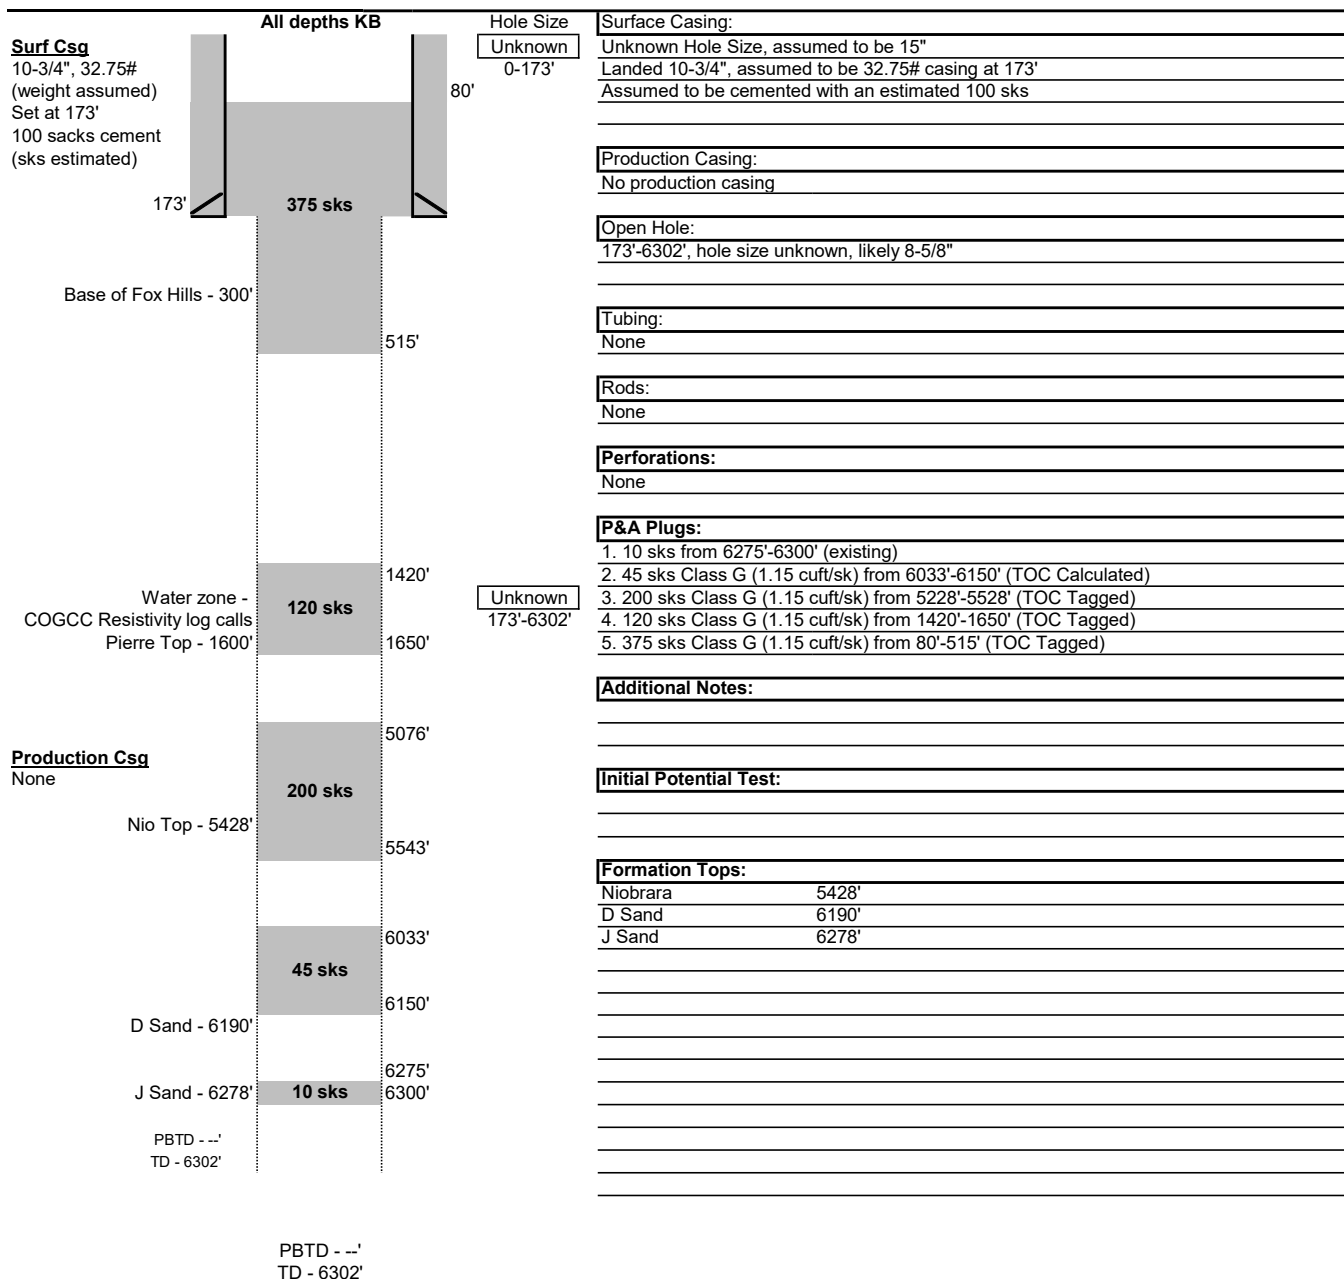 All depths KB
Surf Csg
10-3/4", 32.75#
(weight assumed)
Set at 173'
100 sacks cement
(sks estimated)
80'
173'
375 sks
Base of Fox Hills - 300'
515'
1420'
Water zone -
COGCC Resistivity log calls
Pierre Top - 1600'
120 sks
1650'
5076'
Production Csg
None
200 sks
Nio Top - 5428'
5543'
6033'
45 sks
6150'
D Sand - 6190'
6275'
J Sand - 6278'
10 sks
6300'
PBTD - --'
TD - 6302'
PBTD - --'
TD - 6302'
Hole Size
Unknown
0-173'
Unknown
173'-6302'
Surface Casing:
Unknown Hole Size, assumed to be 15"
Landed 10-3/4", assumed to be 32.75# casing at 173'
Assumed to be cemented with an estimated 100 sks
Production Casing:
No production casing
Open Hole:
173'-6302', hole size unknown, likely 8-5/8"
Tubing:
None
Rods:
None
Perforations:
None
P&A Plugs:
1. 10 sks from 6275'-6300' (existing)
2. 45 sks Class G (1.15 cuft/sk) from 6033'-6150' (TOC Calculated)
3. 200 sks Class G (1.15 cuft/sk) from 5228'-5528' (TOC Tagged)
4. 120 sks Class G (1.15 cuft/sk) from 1420'-1650' (TOC Tagged)
5. 375 sks Class G (1.15 cuft/sk) from 80'-515' (TOC Tagged)
Additional Notes:
Initial Potential Test:
Formation Tops:
Niobrara 5428'
D Sand 6190'
J Sand 6278'